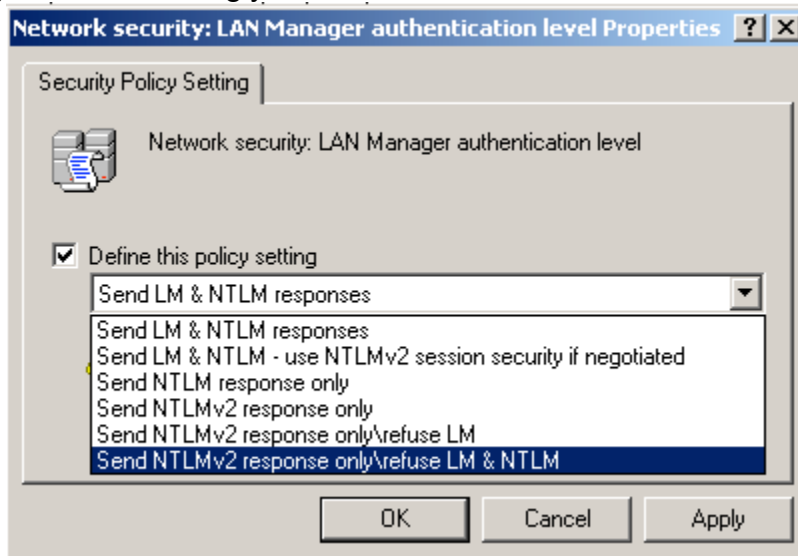 Network security: LAN Manager authentication level Properties
Security Policy Setting
Network security: LAN Manager authentication level
Define this policy setting
Send LM & NTLM responses
Send LM & NTLM responses
Send LM & NTLM - use NTLMv2 session security if negotiated
Send NTLM response only
Send NTLMv2 response only
Send NTLMv2 response only\refuse LM
Send NTLMv2 response only\refuse LM & NTLM
OK Cancel Apply